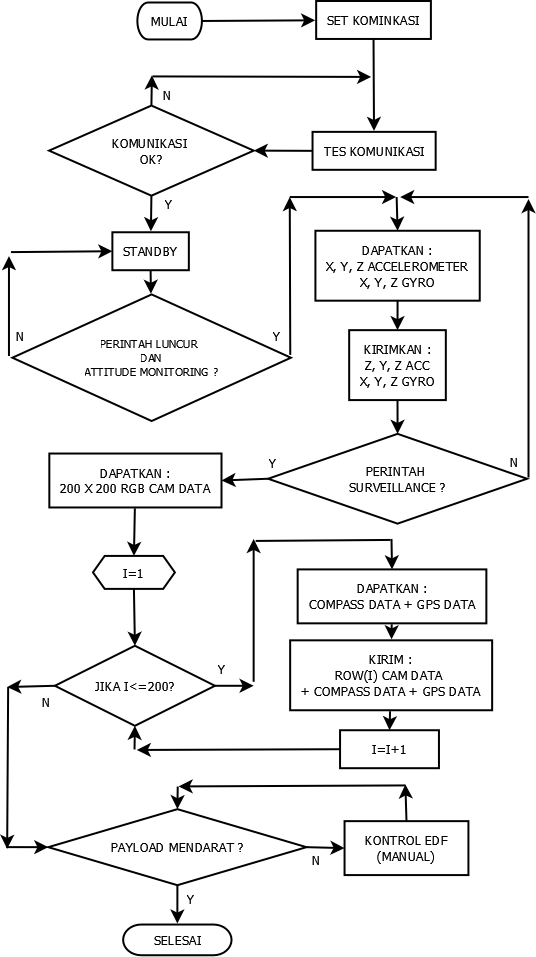 MULAI
SET KOMINKASI
N
KOMUNIKASI
OK?
TES KOMUNIKASI
Y
STANDBY
DAPATKAN :
X, Y, Z ACCELEROMETER
X, Y, Z GYRO
N
PERINTAH LUNCUR
DAN
ATTITUDE MONITORING ?
Y
KIRIMKAN :
Z, Y, Z ACC
X, Y, Z GYRO
Y
PERINTAH
SURVEILLANCE ?
N
DAPATKAN :
200 X 200 RGB CAM DATA
I=1
DAPATKAN :
COMPASS DATA + GPS DATA
JIKA I<=200?
Y
N
KIRIM :
ROW(I) CAM DATA
+ COMPASS DATA + GPS DATA
I=I+1
PAYLOAD MENDARAT ?
N
KONTROL EDF
(MANUAL)
Y
SELESAI